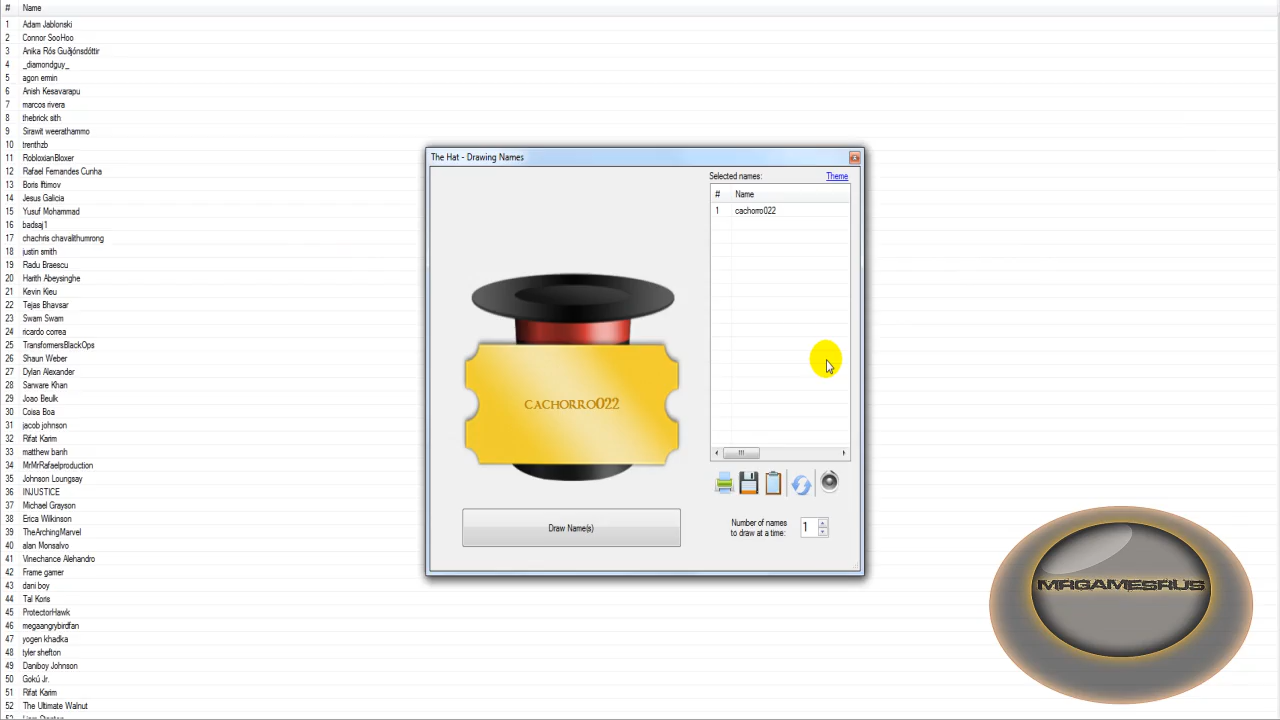 # Name
1 Adam Jablonski
2 Connor SooHoo
3 Anika Rós Guðjónsdóttir
4 _diamondguy_
5 agon ermin
6 Anish Kesavarapu
7 marcos rivera
8 thebrick sith
9 Sirawit weerathammo
10 trenthzb
11 RobloxianBloxer
12 Rafael Fernandes Cunha
13 Boris Iftimov
14 Jesus Galicia
15 Yusuf Mohammad
16 badsaj1
17 chachris chavalithumrong
18 justin smith
19 Radu Braescu
20 Harith Abeysinghe
21 Kevin Kieu
22 Tejas Bhavsar
23 Swam Swam
24 ricardo correa
25 TransformersBlackOps
26 Shaun Weber
27 Dylan Alexander
28 Sarware Khan
29 Joao Beulk
30 Coisa Boa
31 jacob johnson
32 Rifat Karim
33 matthew banh
34 MrMrRafaelproduction
35 Johnson Loungsay
36 INJUSTICE
37 Michael Grayson
38 Erica Wilkinson
39 TheArchingMarvel
40 alan Monsalvo
41 Vinechance Alehandro
42 Frame gamer
43 dani boy
44 Tal Koris
45 ProtectorHawk
46 megaangrybirdfan
47 yogen khadka
48 tyler shefton
49 Daniboy Johnson
50 Gokú Jr.
51 Rifat Karim
52 The Ultimate Walnut
The Hat - Drawing Names
Selected names: Theme
# Name
1 cachorro022
CACHORRO022
Draw Name(s)
Number of names
to draw at a time: 1
MRGAMESRUS